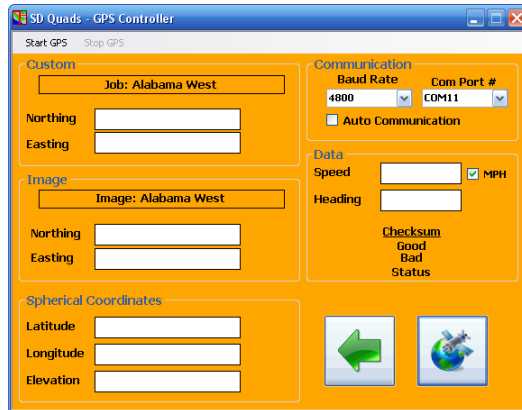 SD Quads - GPS Controller
Start GPS Stop GPS
Custom
Job: Alabama West
Northing
Easting
Image
Image: Alabama West
Northing
Easting
Spherical Coordinates
Latitude
Longitude
Elevation
Communication
Baud Rate Com Port #
4800 COM11
Auto Communication
Data
Speed MPH
Heading
Checksum
Good
Bad
Status